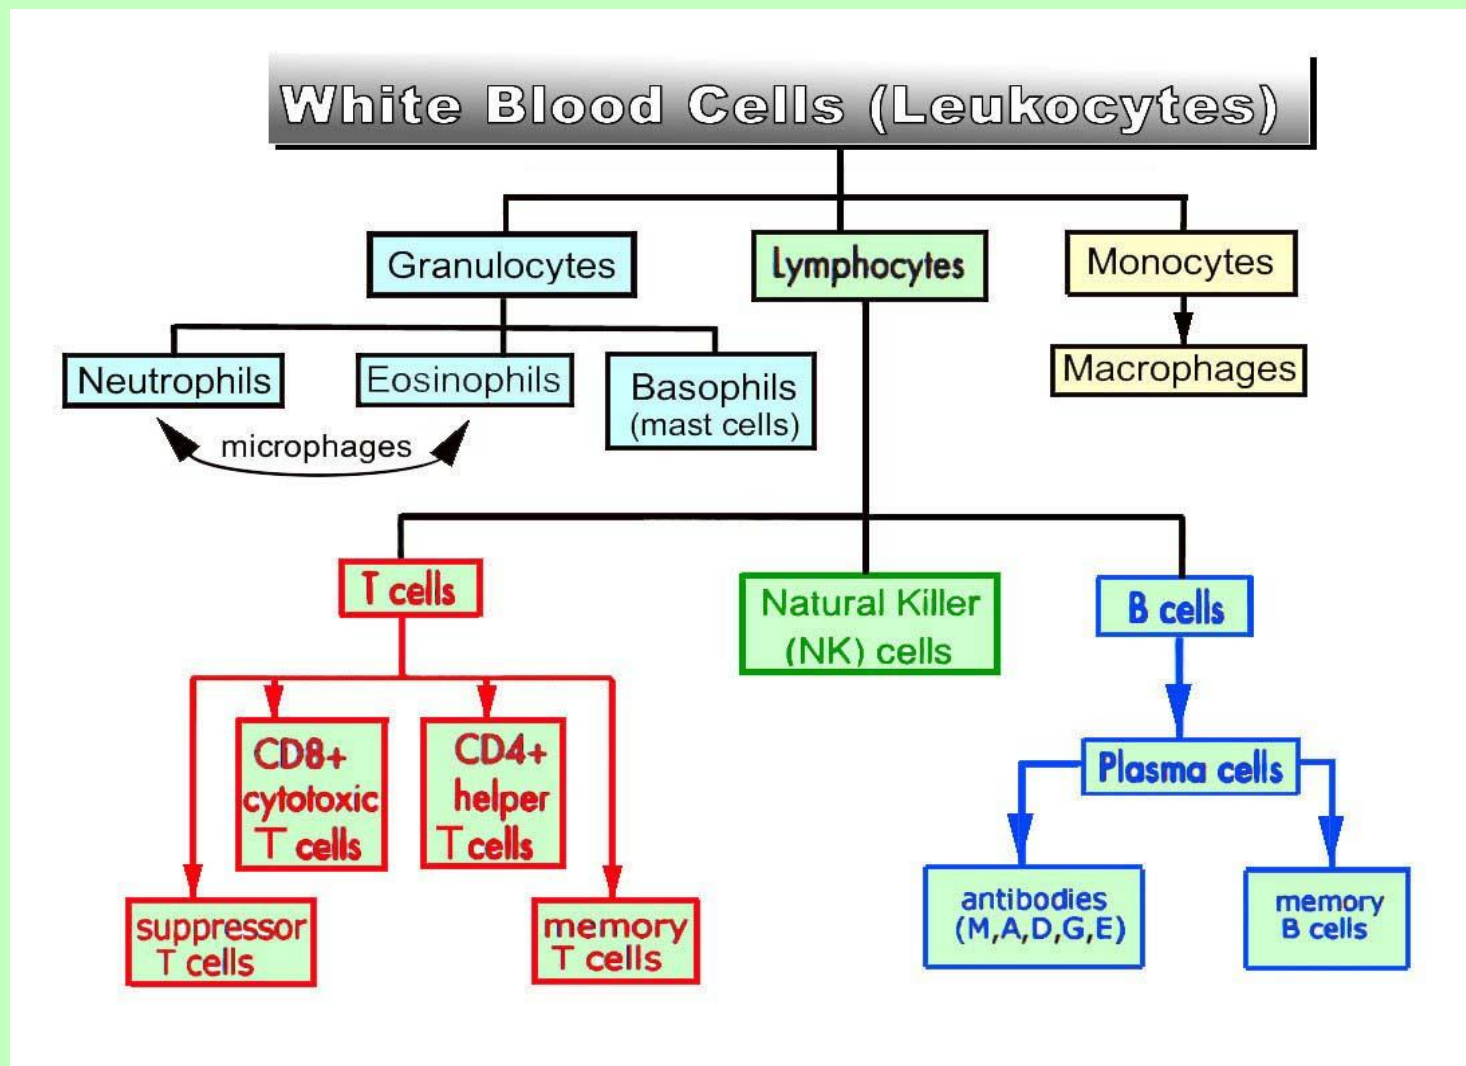 White Blood Cells (Leukocytes)
Granulocytes
Lymphocytes
Monocytes
Macrophages
Neutrophils
Eosinophils
Basophils
(mast cells)
microphages
T cells
Natural Killer
(NK) cells
B cells
CD8+
cytotoxic
T cells
CD4+
helper
T cells
Plasma cells
suppressor
T cells
memory
T cells
antibodies
(M,A,D,G,E)
memory
B cells